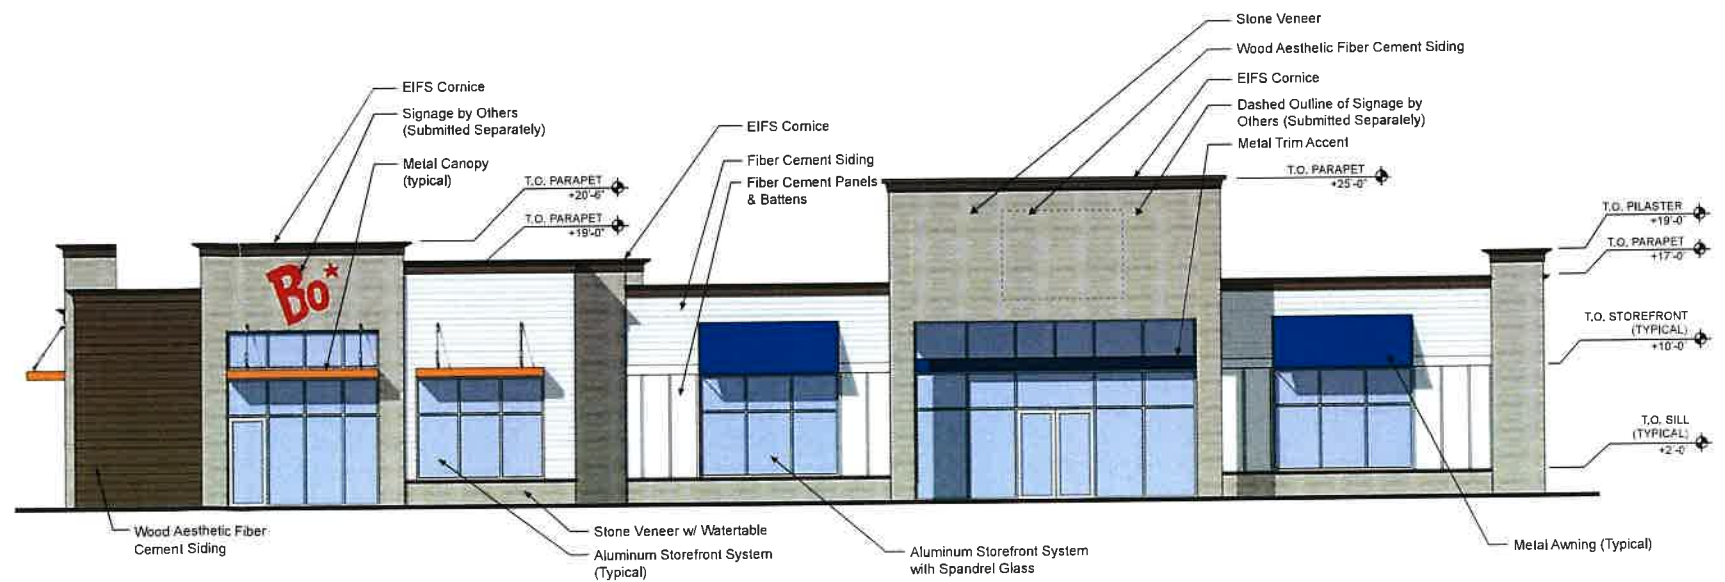 Stone Veneer
Wood Aesthelic Fiber Cement Siding
EIFS Cornice
Dashed Outline of Signage by
Others (Submitted Separately)
Metal Trim Accent
EIFS Cornice
Signage by Others
(Submitted Separately)
Metal Canopy
(typical)
EIFS Cornice
Fiber Cement Siding
Fiber Cement Panels
& Battens
T.O. PARAPET
+20'-6"
T.O. PARAPET
+19'-0"
T.O. PARAPET
+25'-0"
T.O. PILASTER
+19'-0"
T.O. PARAPET
+17'-0"
T.O. STOREFRONT
(TYPICAL)
+10'-0"
T.O. SILL
(TYPICAL)
+2'-0"
Bo
Wood Aesthetic Fiber
Cement Siding
Stone Veneer w/ Watertable
Aluminum Storefront System
(Typical)
Aluminum Storefront System
with Spandrel Glass
Metal Awning (Typical)